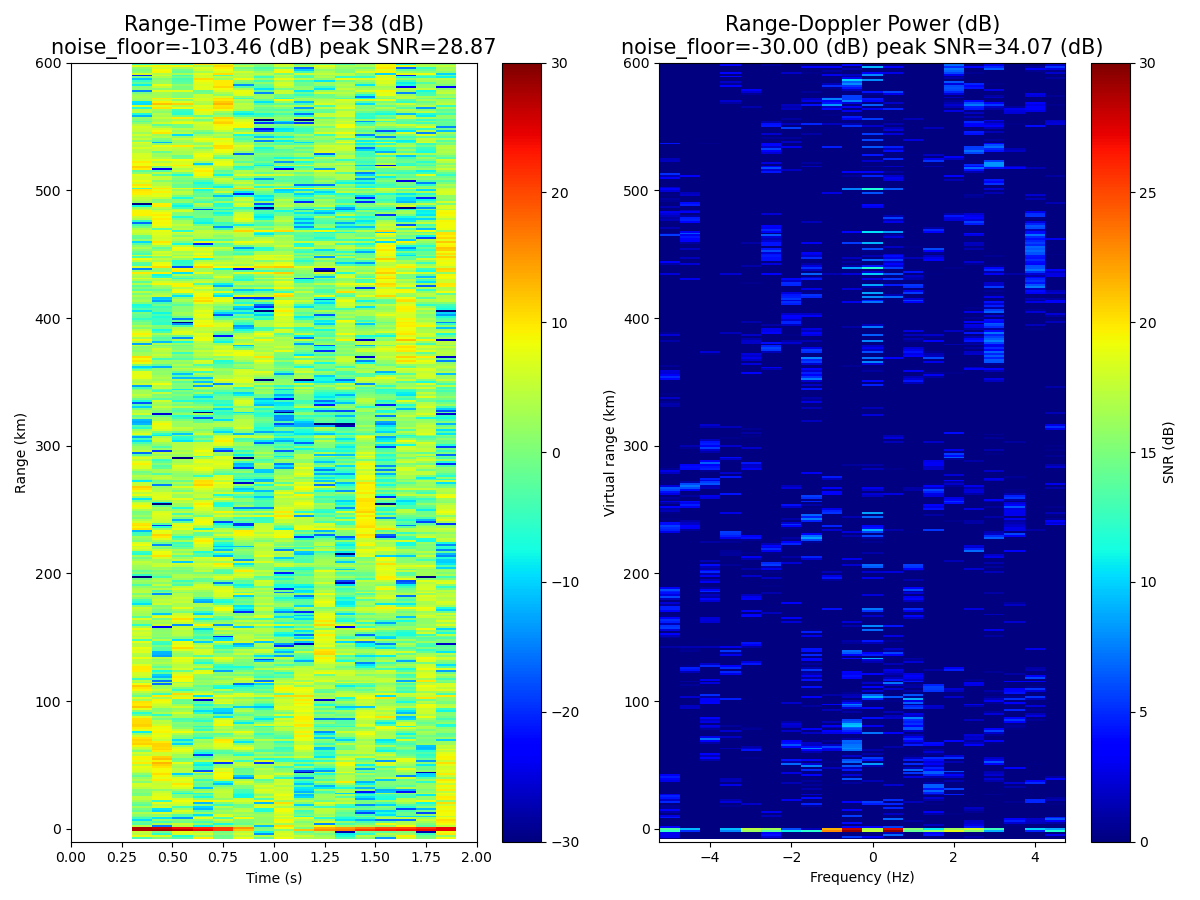 Range-Time Power f=38 (dB)
noise_floor=-103.46 (dB) peak SNR=28.87
Range-Doppler Power (dB)
noise_floor=-30.00 (dB) peak SNR=34.07 (dB)
600
500
400
300
200
100
0
Range (km)
0.00 0.25 0.50 0.75 1.00 1.25 1.50 1.75 2.00
Time (s)
30
20
10
0
−10
−20
−30
600
500
400
300
200
100
0
Virtual range (km)
−4 −2 0 2 4
Frequency (Hz)
30
25
20
15
10
5
0
SNR (dB)